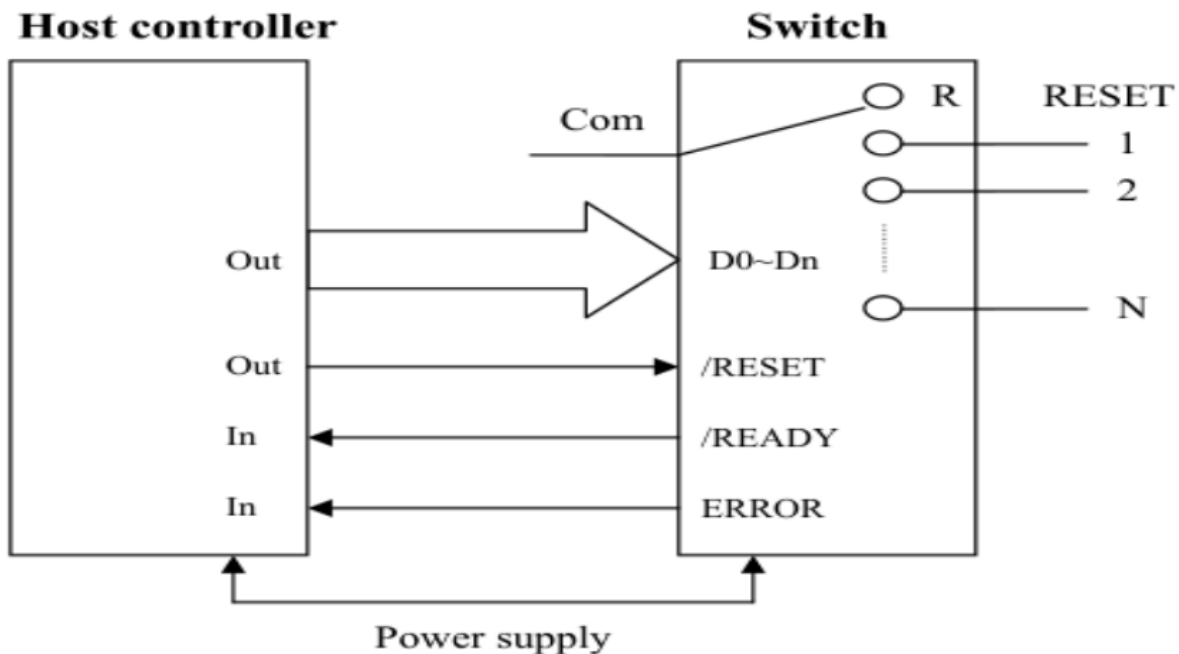 Host controller
Switch
R
RESET
Com
1
2
Out
D0~Dn
N
Out
/RESET
In
/READY
In
ERROR
Power supply